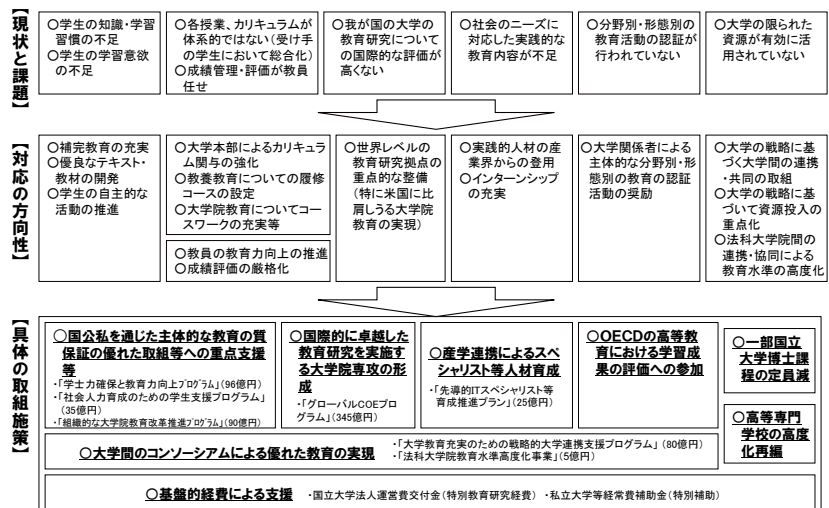 【現状と課題】
○学生の知識・学習
習慣の不足
○学生の学習意欲
の不足
○各授業、カリキュラムが
体系的ではない(受け手
の学生において総合化)
○成績管理・評価が教員
任せ
○我が国の大学の
教育研究について
の国際的な評価が
高くない
○社会のニーズに
対応した実践的な
教育内容が不足
○分野別・形態別の
教育活動の認証が
行われていない
○大学の限られた
資源が有効に活
用されていない
【対応の方向性】
○補完教育の充実
○優良なテキスト・
教材の開発
○学生の自主的な
活動の推進
○大学本部によるカリキュラ
ム関与の強化
○教養教育についての履修
コースの設定
○大学院教育についてコー
スワークの充実等
○教員の教育力向上の推進
○成績評価の厳格化
○世界レベルの
教育研究拠点の
重点的な整備
(特に米国に比
肩しうる大学院
教育の実現)
○実践的人材の産
業界からの登用
○インターンシップ
の充実
○大学関係者による
主体的な分野別・形
態別の教育の認証
活動の奨励
○大学の戦略に基
づく大学間の連携
・共同の取組
○大学の戦略に基
づいて資源投入の
重点化
○法科大学院間の
連携・協同による
教育水準の高度化
【具体の取組施策】
○国公私を通じた主体的な教育の質
保証の優れた取組等への重点支援
等
・「学士力確保と教育力向上プログラム」(96億円)
・「社会人力育成のための学生支援プログラム」
(35億円)
・「組織的な大学院教育改革推進プログラム」(90億円)
○国際的に卓越した
教育研究を実施す
る大学院専攻の形
成
・「グローバルCOEプロ
グラム」(345億円)
○産学連携によるスペ
シャリスト等人材育成
・「先導的ITスペシャリスト等
育成推進プラン」(25億円)
○OECDの高等教
育における学習成
果の評価への参加
○一部国立
大学博士課
程の定員減
○高等専門
学校の高度
化再編
○大学間のコンソーシアムによる優れた教育の実現
・「大学教育充実のための戦略的大学連携支援プログラム」(80億円)
・「法科大学院教育水準高度化事業」(5億円)
○基盤的経費による支援 ・国立大学法人運営費交付金(特別教育研究経費) ・私立大学等経常費補助金(特別補助)